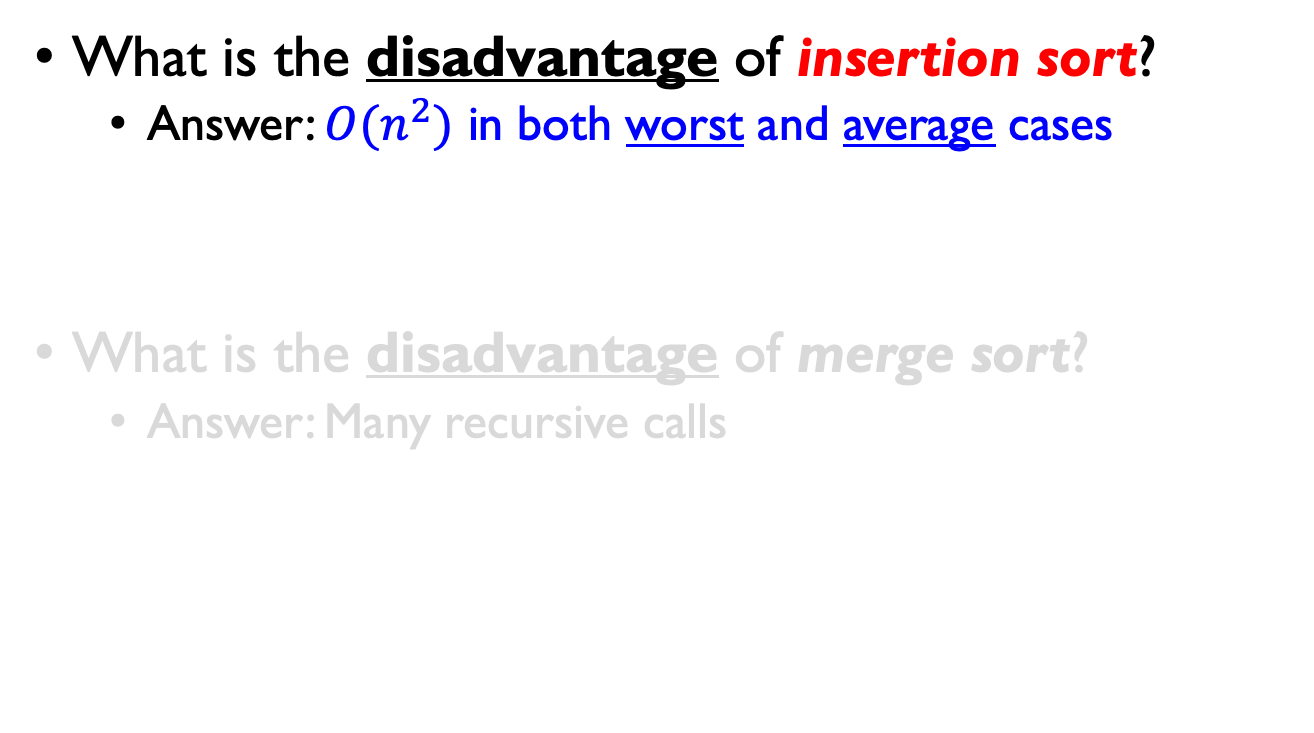 • What is the disadvantage of insertion sort?
• Answer: O(n²) in both worst and average cases
• What is the disadvantage of merge sort?
• Answer: Many recursive calls